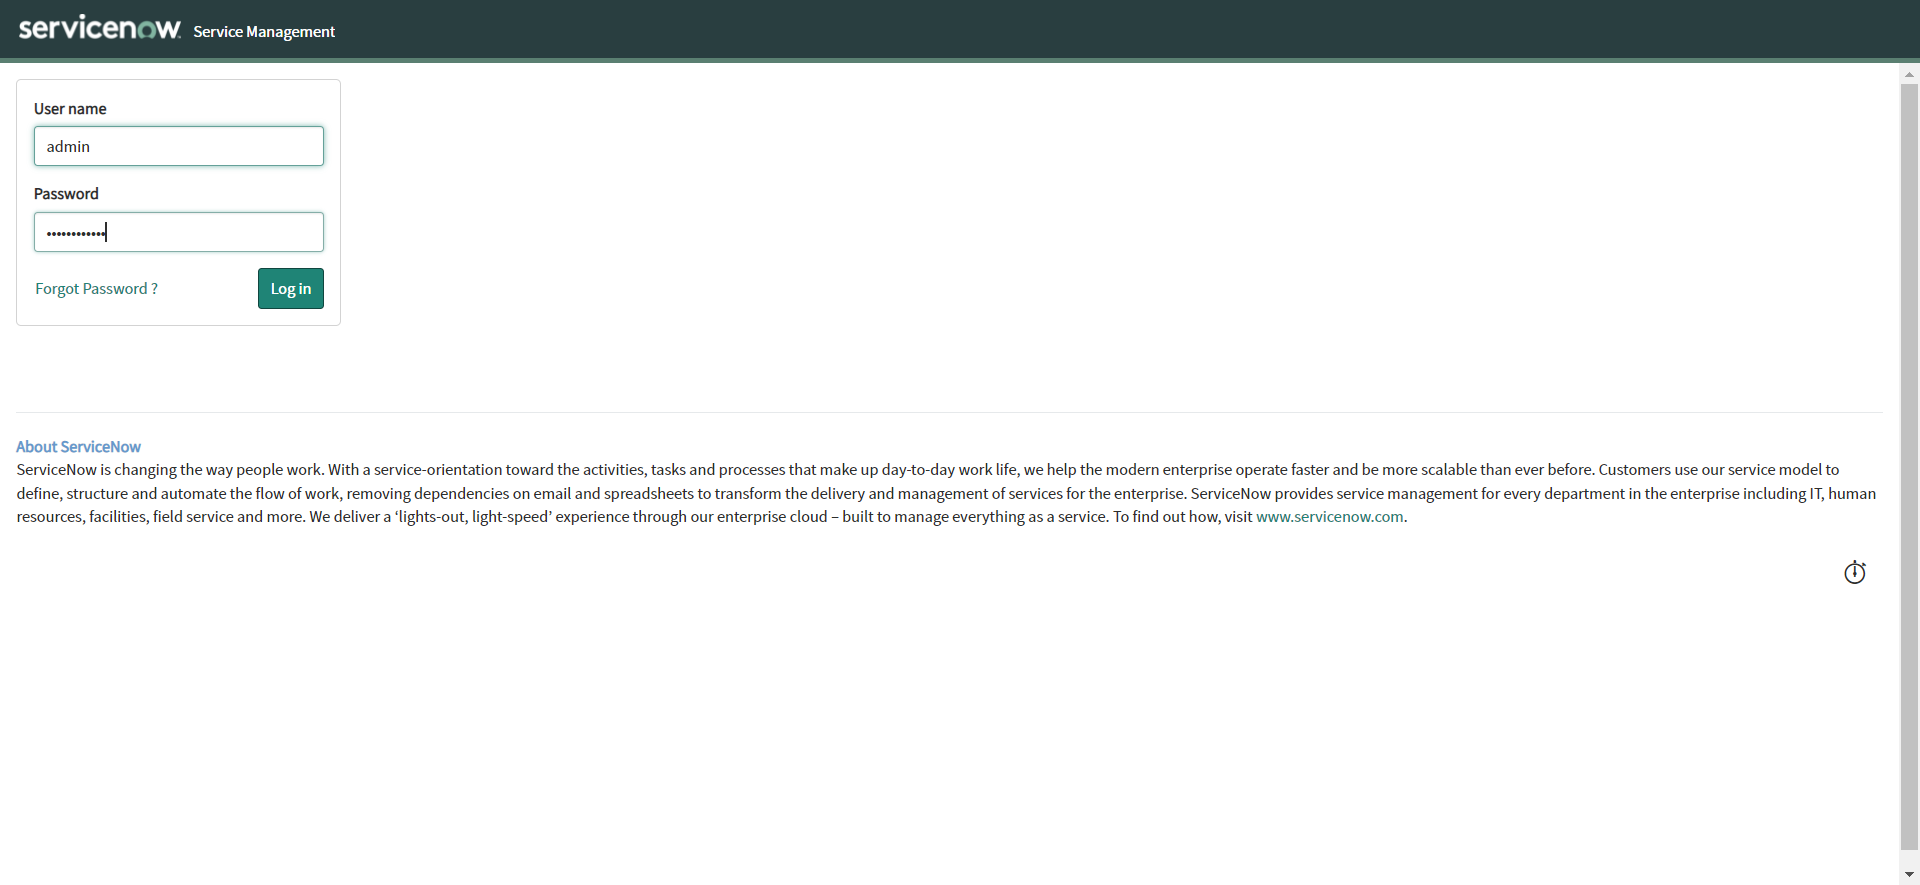 servicenow. Service Management
User name
admin
Password
••••••••••••
Forgot Password ? Log in
About ServiceNow
ServiceNow is changing the way people work. With a service-orientation toward the activities, tasks and processes that make up day-to-day work life, we help the modern enterprise operate faster and be more scalable than ever before. Customers use our service model to
define, structure and automate the flow of work, removing dependencies on email and spreadsheets to transform the delivery and management of services for the enterprise. ServiceNow provides service management for every department in the enterprise including IT, human
resources, facilities, field service and more. We deliver a ‘lights-out, light-speed’ experience through our enterprise cloud – built to manage everything as a service. To find out how, visit www.servicenow.com.